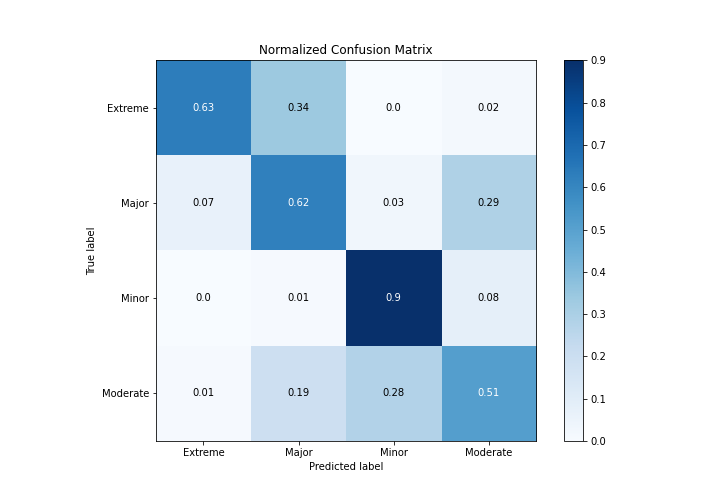 Normalized Confusion Matrix
Extreme 0.63 0.34 0.0 0.02
Major 0.07 0.62 0.03 0.29
Minor 0.0 0.01 0.9 0.08
Moderate 0.01 0.19 0.28 0.51
Extreme Major Minor Moderate
Predicted label
True label
0.9
0.8
0.7
0.6
0.5
0.4
0.3
0.2
0.1
0.0